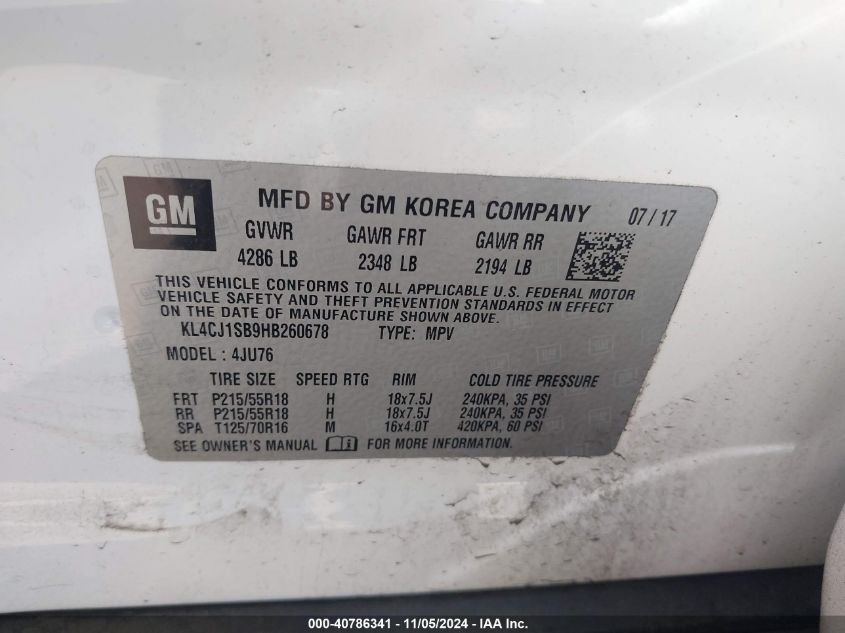 GM MFD BY GM KOREA COMPANY 07/17
GVWR GAWR FRT GAWR RR
4286 LB 2348 LB 2194 LB
THIS VEHICLE CONFORMS TO ALL APPLICABLE U.S. FEDERAL MOTOR
VEHICLE SAFETY AND THEFT PREVENTION STANDARDS IN EFFECT
ON THE DATE OF MANUFACTURE SHOWN ABOVE.
KL4CJ1SB9HB260678 TYPE: MPV
MODEL : 4JU76
TIRE SIZE SPEED RTG RIM COLD TIRE PRESSURE
FRT P215/55R18 H 18x7.5J 240KPA, 35 PSI
RR P215/55R18 H 18x7.5J 240KPA, 35 PSI
SPA T125/70R16 M 16x4.0T 420KPA, 60 PSI
SEE OWNER'S MANUAL FOR MORE INFORMATION.
000-40786341 - 11/05/2024 - IAA Inc.